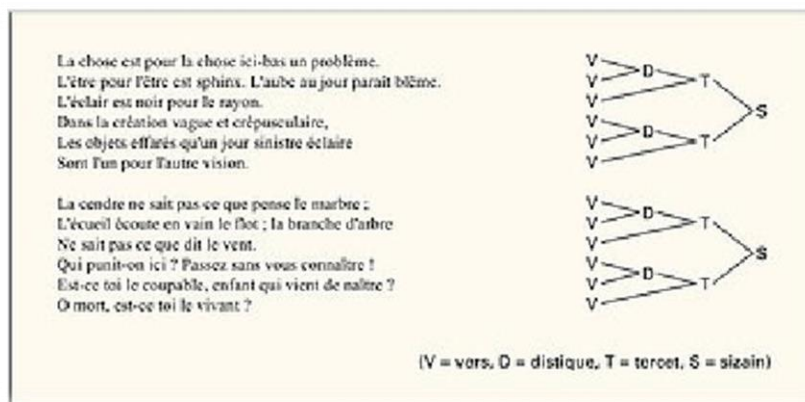 La chose est pour la chose ici-bas un problème.
L'être pour l'être est sphinx. L'aube au jour paraît blême.
L'éclair est noir pour le rayon.
Dans la création vague et crépusculaire,
Les objets effarés qu'un jour sinistre éclaire
Sont l'un pour l'autre vision.
La cendre ne sait pas ce que pense le marbre ;
L'écueil écoute en vain le flot ; la branche d'arbre
Ne sait pas ce que dit le vent.
Qui punit-on ici ? Passez sans vous connaître !
Est-ce toi le coupable, enfant qui vient de naître ?
O mort, est-ce toi le vivant ?
V
V D
V T
V S
V D
V T
V
V D
V T
V S
V D
V T
(V = vers, D = distique, T = tercet, S = sizain)